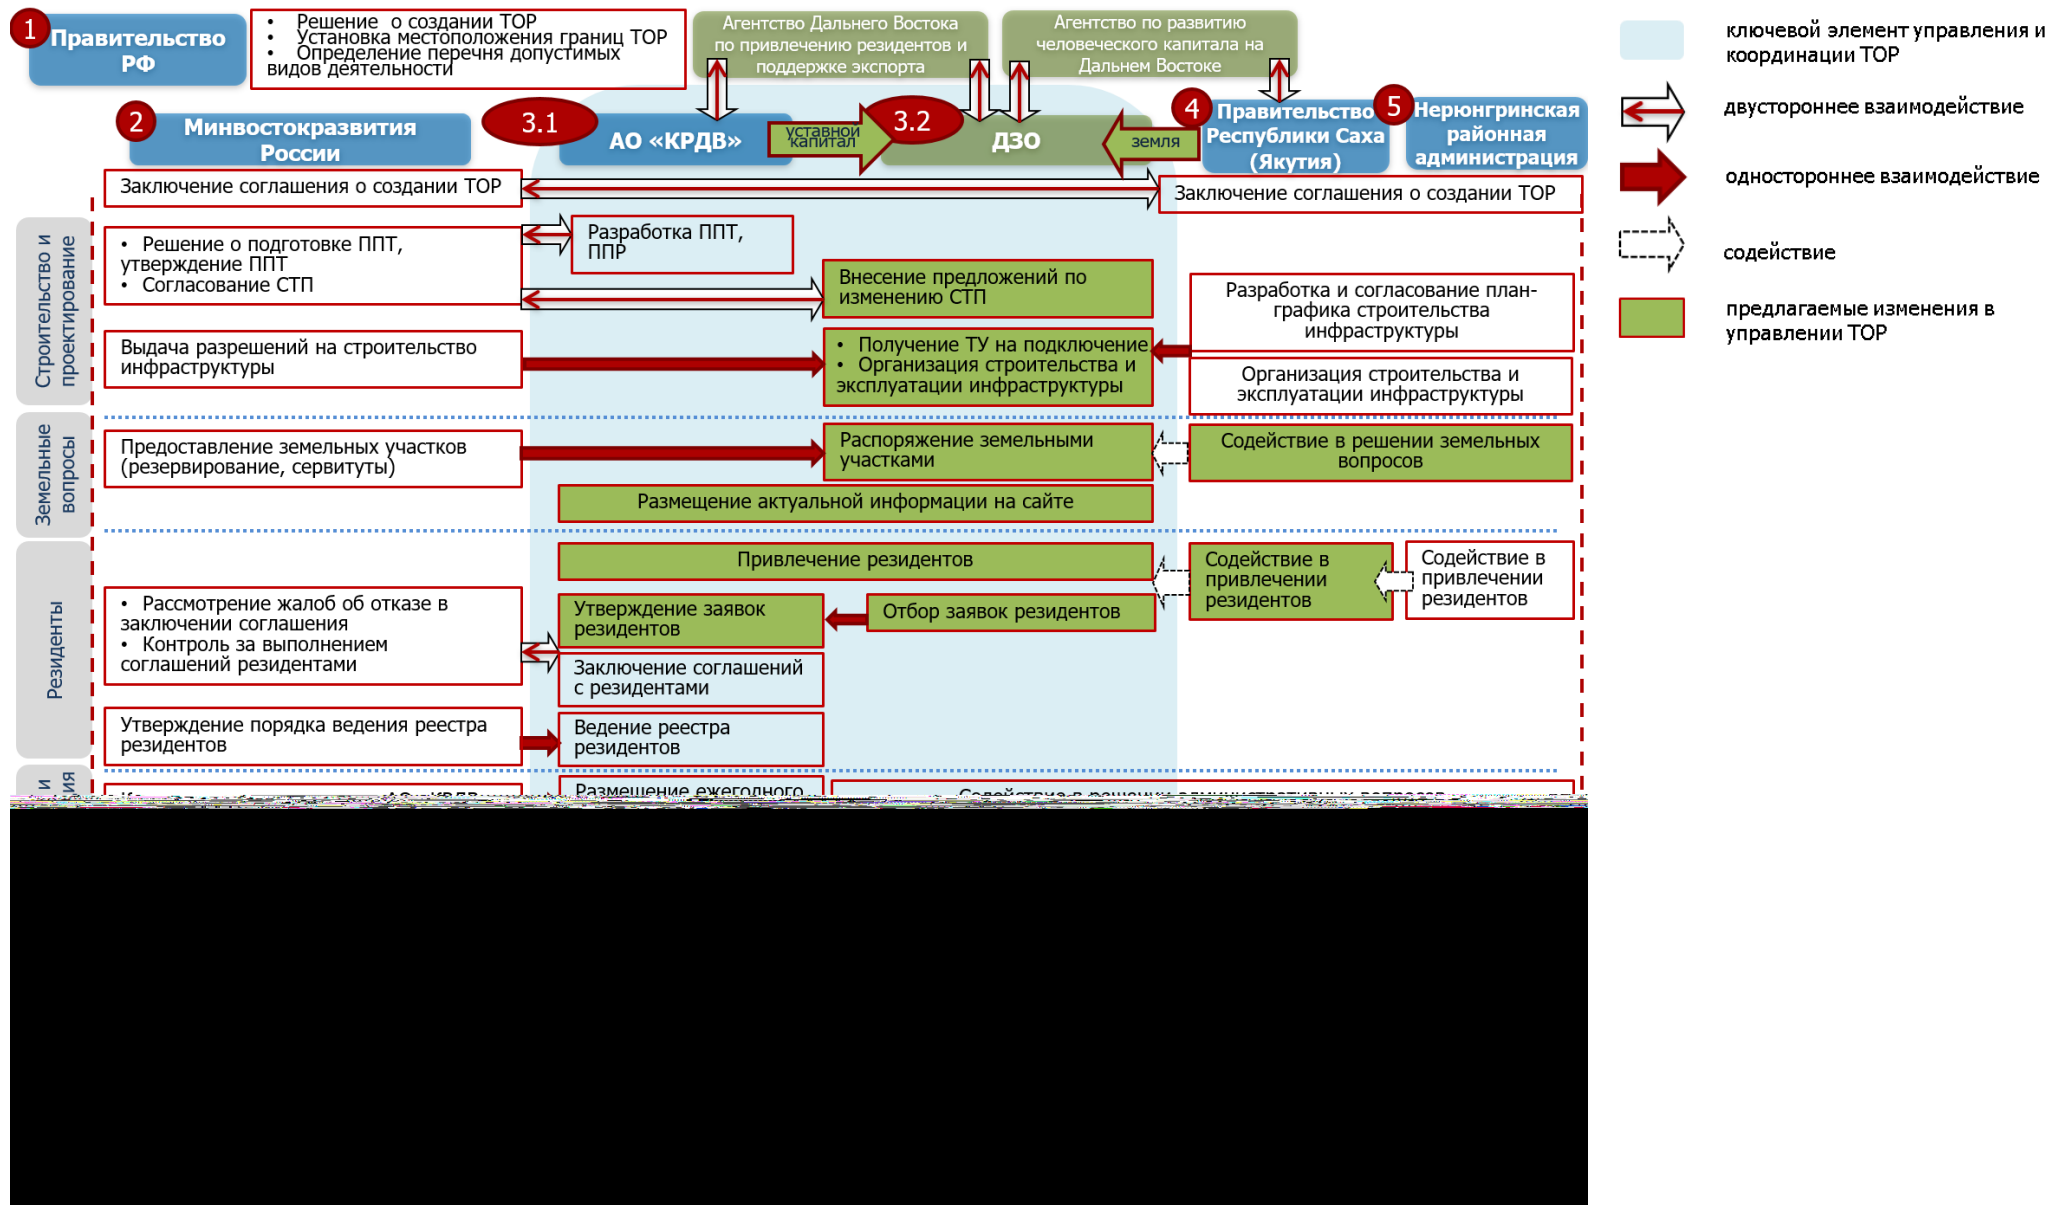 1
Правительство
РФ
• Решение о создании ТОР
• Установка местоположения границ ТОР
• Определение перечня допустимых
видов деятельности
Агентство Дальнего Востока
по привлечению резидентов и
поддержке экспорта
Агентство по развитию
человеческого капитала на
Дальнем Востоке
2
Минвостокразвития
России
3.1
АО «КРДВ»
уставной
капитал
3.2
ДЗО
земля
4
Правительство
Республики Саха
(Якутия)
5
Нерюнгринская
районная
администрация
Заключение соглашения о создании ТОР
Заключение соглашения о создании ТОР
Строительство и
проектирование
• Решение о подготовке ППТ,
утверждение ППТ
• Согласование СТП
Разработка ППТ,
ППР
Внесение предложений по
изменению СТП
Разработка и согласование план-
графика строительства
инфраструктуры
Выдача разрешений на строительство
инфраструктуры
• Получение ТУ на подключение
• Организация строительства и
эксплуатации инфраструктуры
Организация строительства и
эксплуатации инфраструктуры
Земельные
вопросы
Предоставление земельных участков
(резервирование, сервитуты)
Распоряжение земельными
участками
Содействие в решении земельных
вопросов
Размещение актуальной информации на сайте
Резиденты
Привлечение резидентов
Содействие в
привлечении
резидентов
Содействие в
привлечении
резидентов
• Рассмотрение жалоб об отказе в
заключении соглашения
• Контроль за выполнением
соглашений резидентами
Утверждение заявок
резидентов
Отбор заявок резидентов
Заключение соглашений
с резидентами
Утверждение порядка ведения реестра
резидентов
Ведение реестра
резидентов
и
Размещение ежегодного
Содействие в решении административных вопросов
ключевой элемент управления и
координации ТОР
двустороннее взаимодействие
одностороннее взаимодействие
содействие
предлагаемые изменения в
управлении ТОР